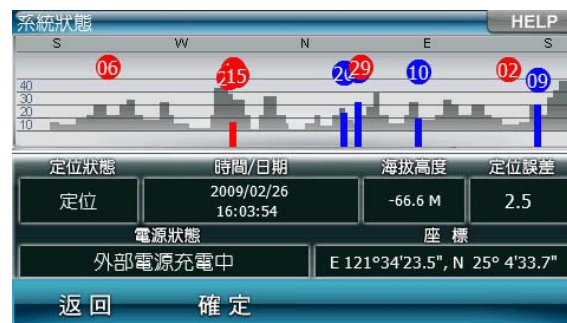 系統狀態 HELP
S W N E S
06 15 29 10 02 09
40
30
20
10
定位狀態 時間/日期 海拔高度 定位誤差
定位 2009/02/26 -66.6 M 2.5
16:03:54
電源狀態 座 標
外部電源充電中 E 121°34'23.5", N 25° 4'33.7"
返回 確定